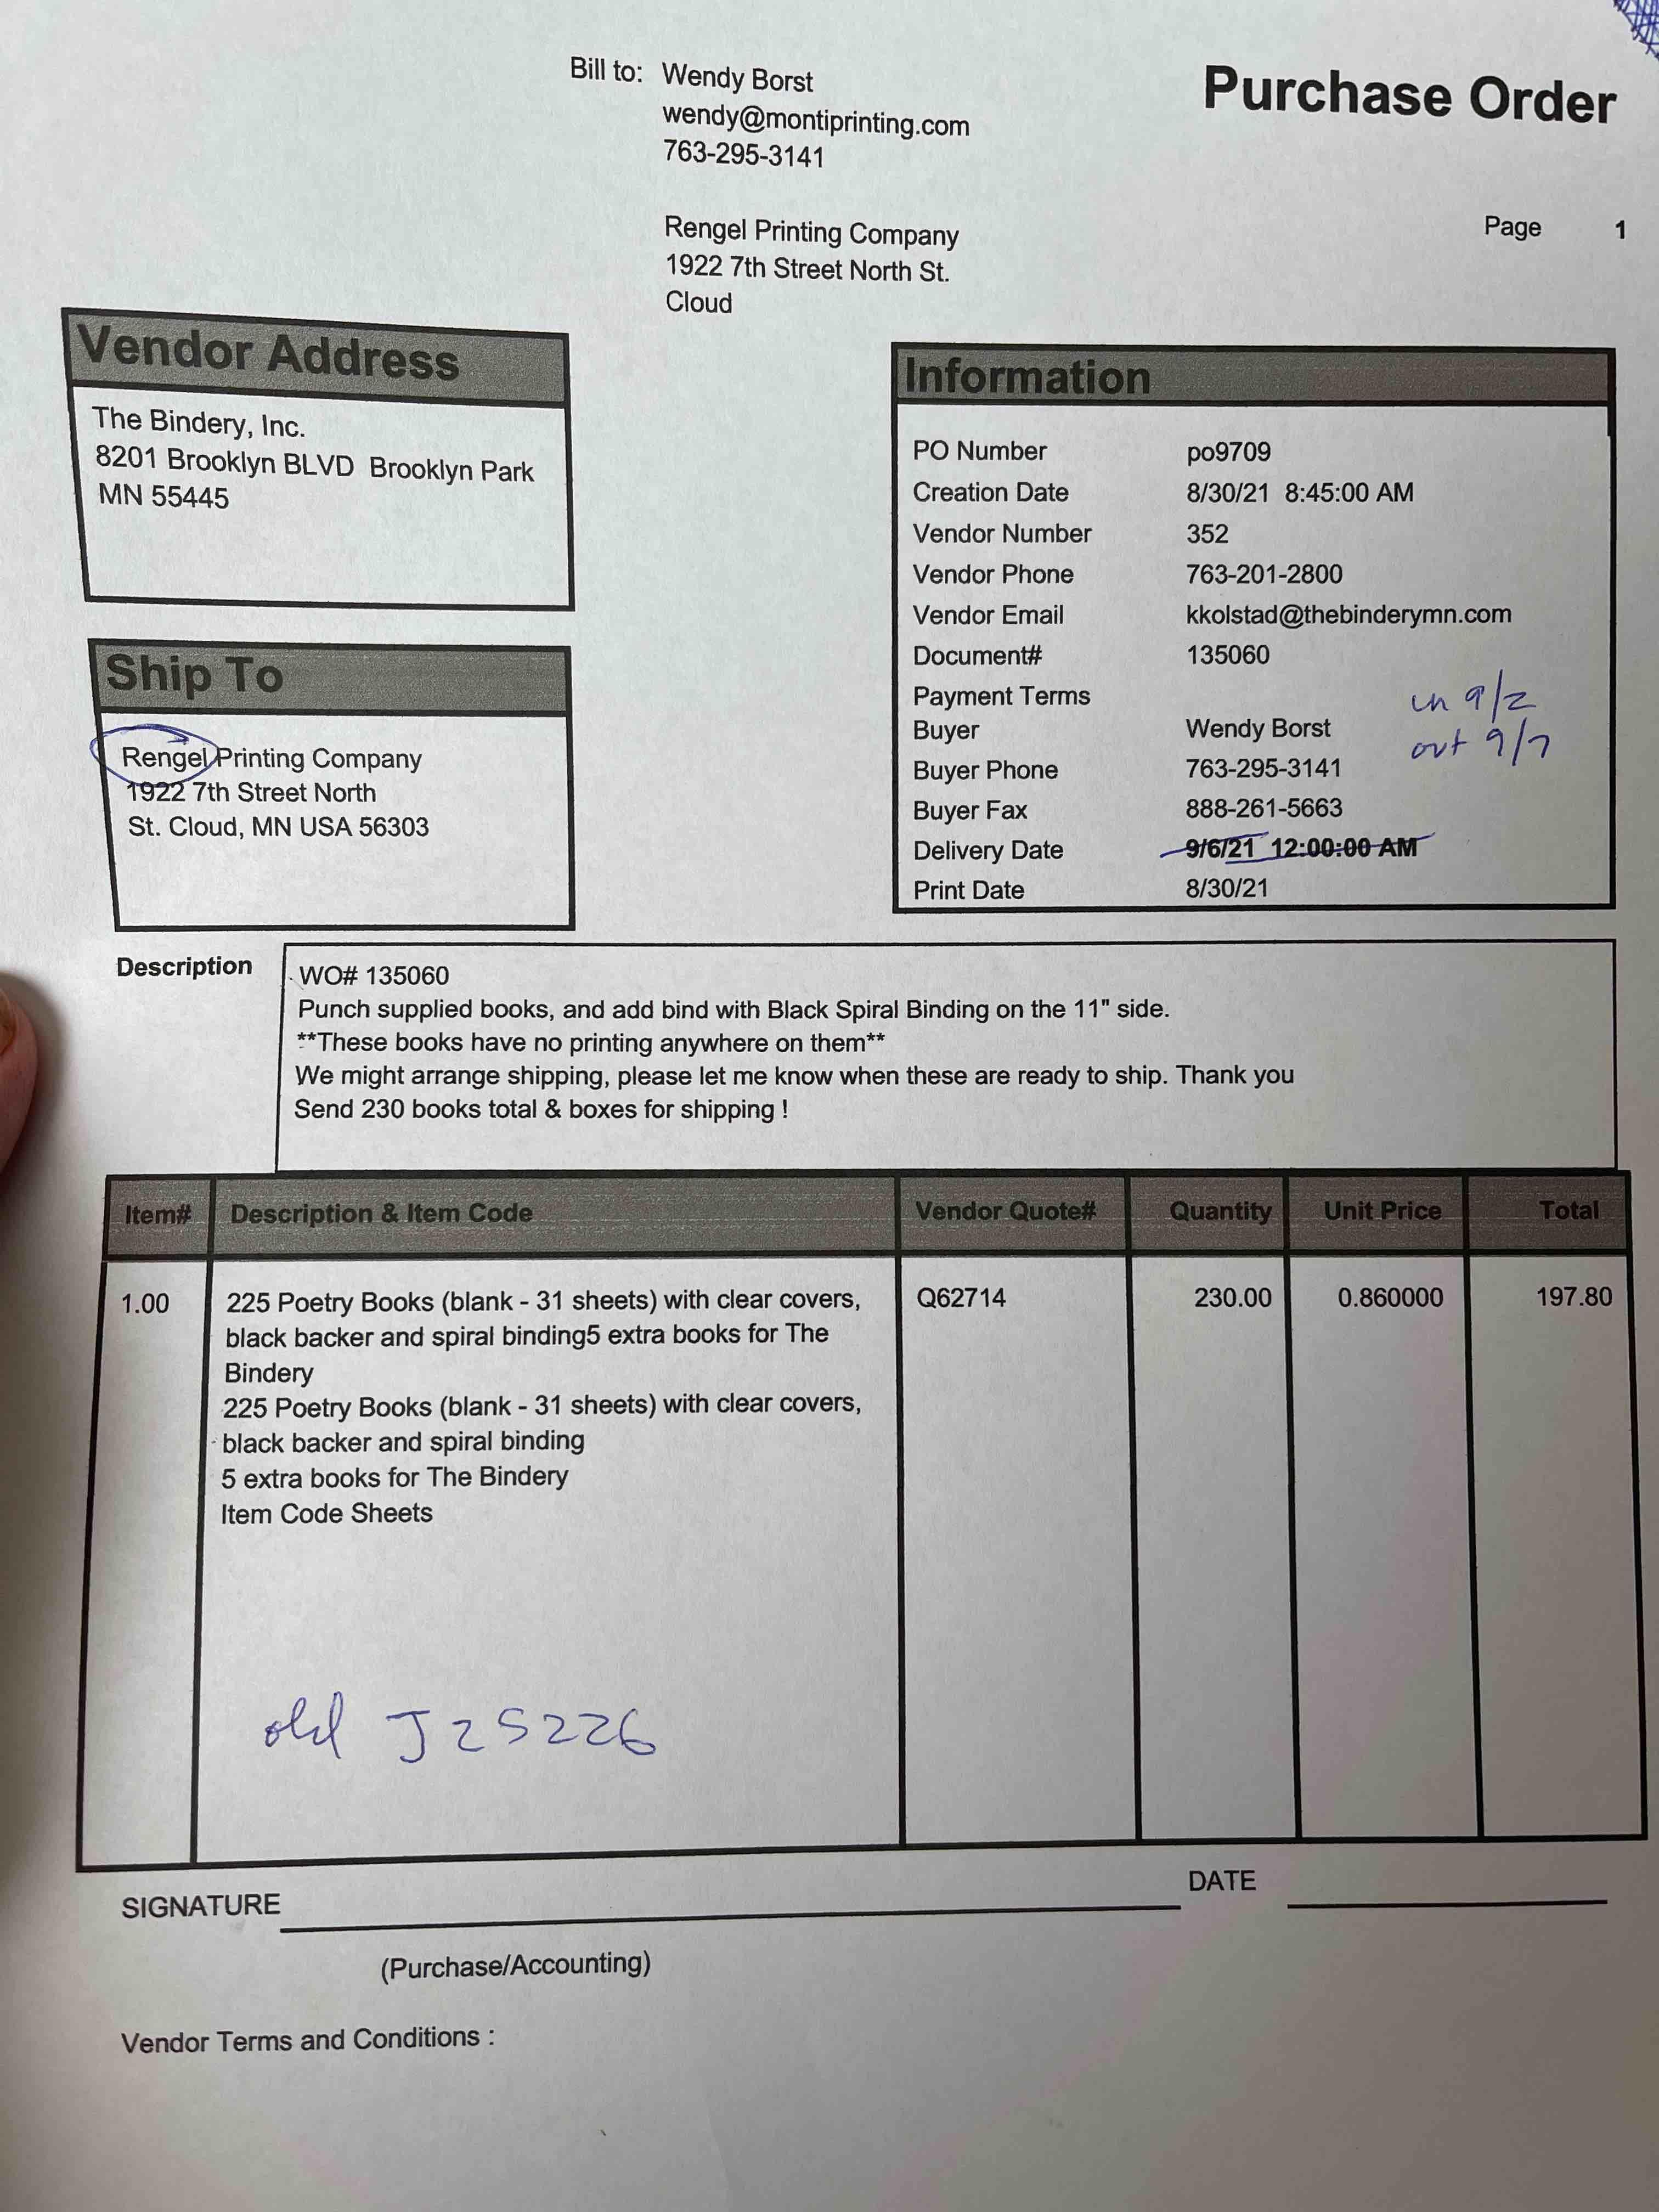 Bill to: Wendy Borst
wendy@montiprinting.com
763-295-3141
Purchase Order
Rengel Printing Company
1922 7th Street North St.
Cloud
Page 1
Vendor Address
The Bindery, Inc.
8201 Brooklyn BLVD Brooklyn Park
MN 55445
Ship To
Rengel Printing Company
1922 7th Street North
St. Cloud, MN USA 56303
Information
PO Number po9709
Creation Date 8/30/21 8:45:00 AM
Vendor Number 352
Vendor Phone 763-201-2800
Vendor Email kkolstad@thebinderymn.com
Document# 135060
Payment Terms
in 9/2
Buyer Wendy Borst
out 9/7
Buyer Phone 763-295-3141
Buyer Fax 888-261-5663
Delivery Date 9/6/21 12:00:00 AM
Print Date 8/30/21
Description
WO# 135060
Punch supplied books, and add bind with Black Spiral Binding on the 11" side.
**These books have no printing anywhere on them**
We might arrange shipping, please let me know when these are ready to ship. Thank you
Send 230 books total & boxes for shipping !
Item# Description & Item Code Vendor Quote# Quantity Unit Price Total
1.00 225 Poetry Books (blank - 31 sheets) with clear covers, Q62714 230.00 0.860000 197.80
black backer and spiral binding5 extra books for The
Bindery
225 Poetry Books (blank - 31 sheets) with clear covers,
black backer and spiral binding
5 extra books for The Bindery
Item Code Sheets
old J25226
SIGNATURE
DATE
(Purchase/Accounting)
Vendor Terms and Conditions :